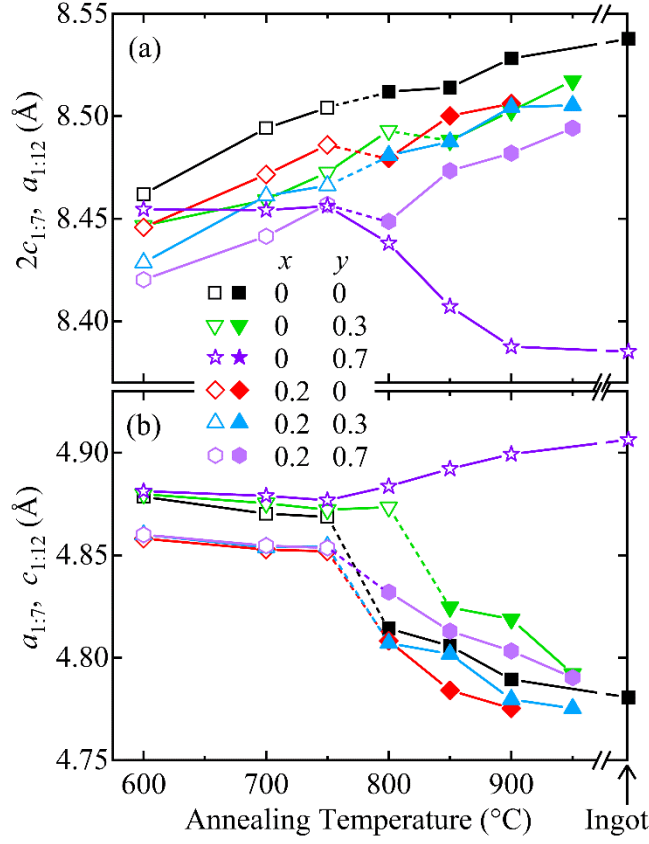 8.55
(a)
8.50
8.45
8.40
2c1:7, a1:12 (Å)
x y
0 0
0 0.3
0 0.7
0.2 0
0.2 0.3
0.2 0.7
(b)
4.90
4.85
4.80
4.75
a1:7, c1:12 (Å)
600 700 800 900
Annealing Temperature (°C) Ingot